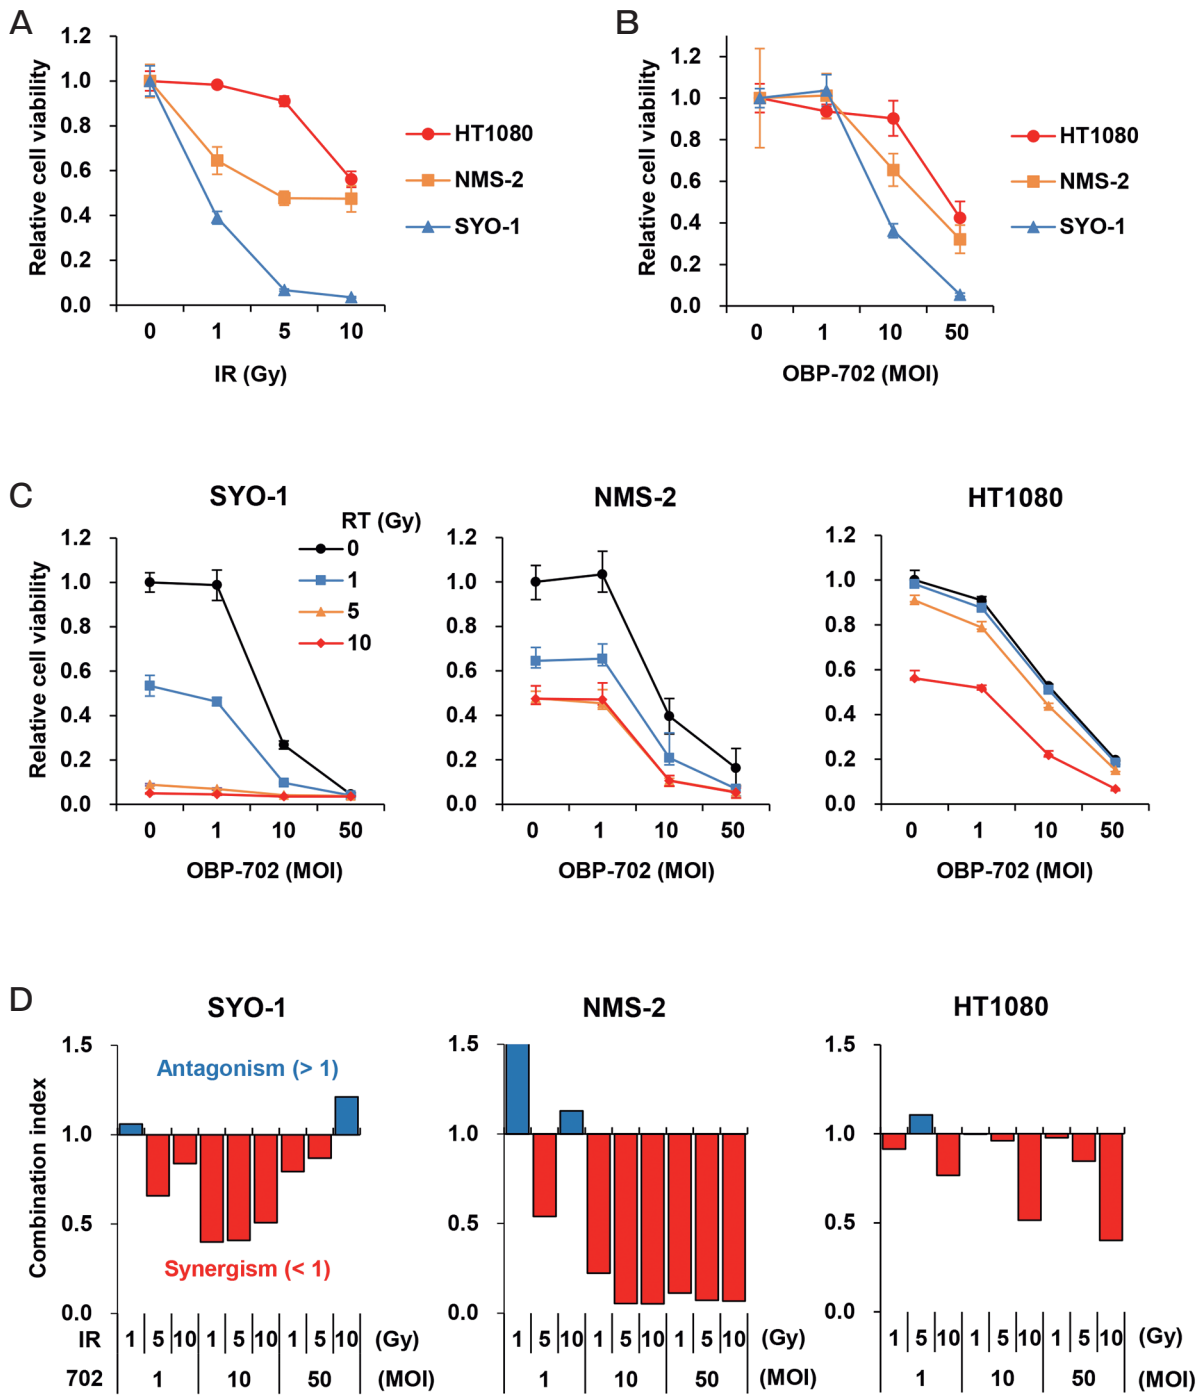 A
B
Relative cell viability
1.2
1.0
0.8
0.6
0.4
0.2
0.0
0 1 5 10
IR (Gy)
HT1080
NMS-2
SYO-1
Relative cell viability
1.2
1.0
0.8
0.6
0.4
0.2
0.0
0 1 10 50
OBP-702 (MOI)
HT1080
NMS-2
SYO-1
C
SYO-1
RT (Gy)
0
1
5
10
Relative cell viability
1.2
1.0
0.8
0.6
0.4
0.2
0.0
0 1 10 50
OBP-702 (MOI)
NMS-2
1.2
1.0
0.8
0.6
0.4
0.2
0.0
0 1 10 50
OBP-702 (MOI)
HT1080
1.2
1.0
0.8
0.6
0.4
0.2
0.0
0 1 10 50
OBP-702 (MOI)
D
SYO-1
Combination index
1.5
1.0
0.5
0.0
Antagonism (> 1)
Synergism (< 1)
IR 1 5 10 1 5 10 1 5 10 (Gy)
702 1 10 50 (MOI)
NMS-2
1.5
1.0
0.5
0.0
1 5 10 1 5 10 1 5 10 (Gy)
1 10 50 (MOI)
HT1080
1.5
1.0
0.5
0.0
1 5 10 1 5 10 1 5 10 (Gy)
1 10 50 (MOI)